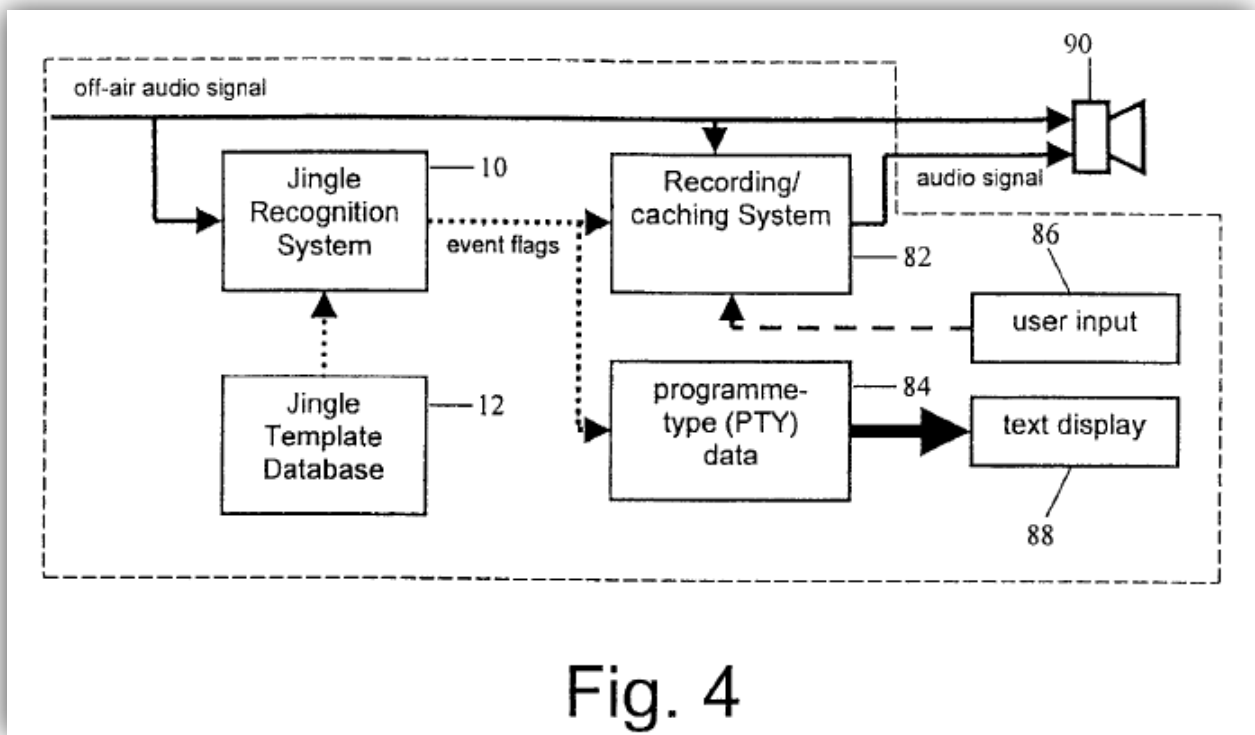 90
off-air audio signal
Jingle
Recognition
System
10
event flags
Recording/
caching System
82
audio signal
86
user input
Jingle
Template
Database
12
programme-
type (PTY)
data
84
text display
88
Fig. 4